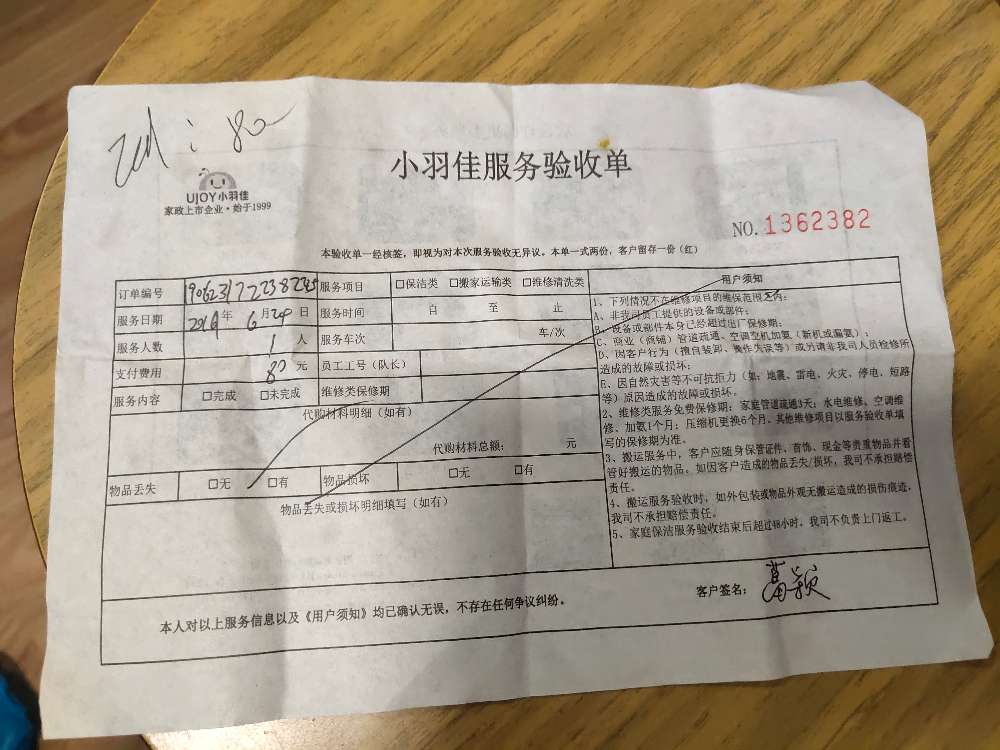 UJOY小羽佳
家政上市企业·始于1999
小羽佳服务验收单
NO.1362382
本验收单一经核签，即视为对本次服务验收无异议。本单一式两份，客户留存一份（红）
订单编号 服务项目 □保洁类 □搬家运输类 □维修清洗类
服务日期 2019年 6月24日 服务时间 自 至 止
服务人数 1人 服务车次 车/次
支付费用 80元 员工工号（队长）
服务内容 □完成 □未完成 维修类保修期
代购材料明细（如有）
代购材料总额： 元
物品丢失 □无 □有 物品损坏 □无 □有
物品丢失或损坏明细填写（如有）
用户须知
1、下列情况不在维修项目的维保范围之内：
A、非我司员工提供的设备或部件；
B、设备或部件本身已经超过出厂保修期；
C、商业（商铺）管道疏通、空调空机加氨（新机或漏氨）；
D、因客户行为（擅自装卸、操作失误等）或另请非我司人员检修所
造成的故障或损坏；
E、因自然灾害等不可抗拒力（如：地震、雷电、火灾、停电、短路
等）原因造成的故障或损坏。
2、维修类服务免费保修期：家庭管道疏通3天；水电维修、空调维
修、加氨1个月；压缩机更换6个月。其他维修项目以服务验收单填
写的保修期为准。
3、搬运服务中，客户应随身保管证件、首饰、现金等贵重物品并看
管好搬运的物品。如因客户造成的物品丢失/损坏，我司不承担赔偿
责任。
4、搬运服务验收时，如外包装或物品外观无搬运造成的损伤痕迹，
我司不承担赔偿责任。
5、家庭保洁服务验收结束后超过48小时，我司不负责上门返工。
本人对以上服务信息以及《用户须知》均已确认无误，不存在任何争议纠纷。
客户签名：葛颖